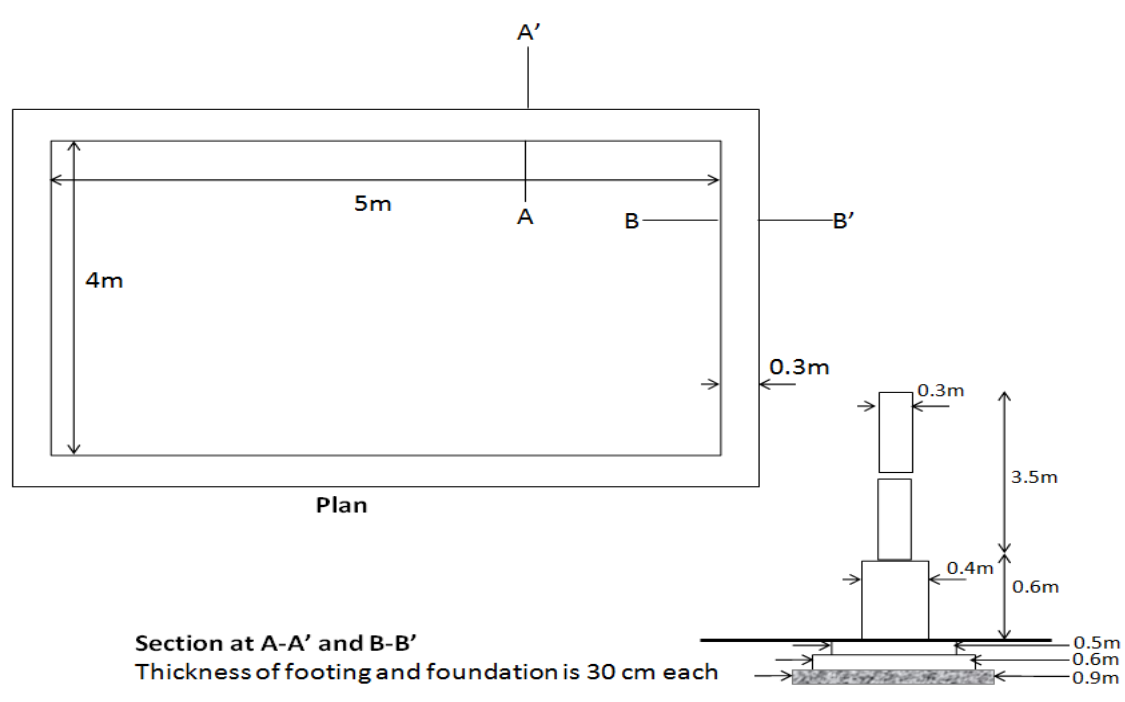 A’
5m
A
B
B’
4m
0.3m
Plan
0.3m
3.5m
0.4m
0.6m
Section at A-A’ and B-B’
Thickness of footing and foundation is 30 cm each
0.5m
0.6m
0.9m